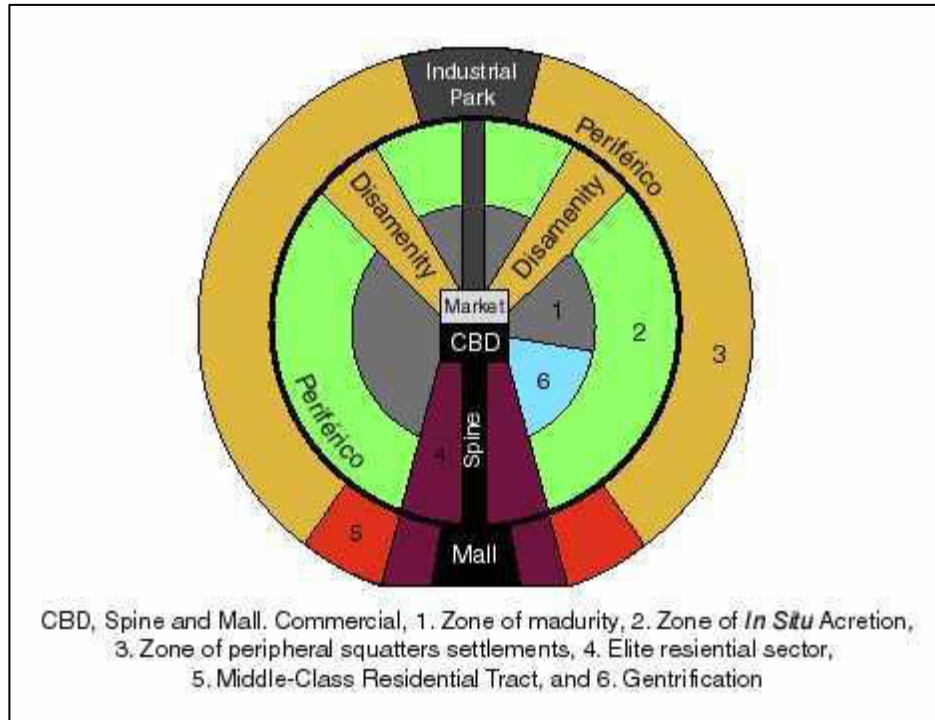 Industrial
Park
Periférico
Disamenity
Disamenity
Market
1
CBD
2
3
6
Periférico
4
Spine
5
Mall
CBD, Spine and Mall. Commercial, 1. Zone of madurity, 2. Zone of In Situ Acretion,
3. Zone of peripheral squatters settlements, 4. Elite resiential sector,
5. Middle-Class Residential Tract, and 6. Gentrification